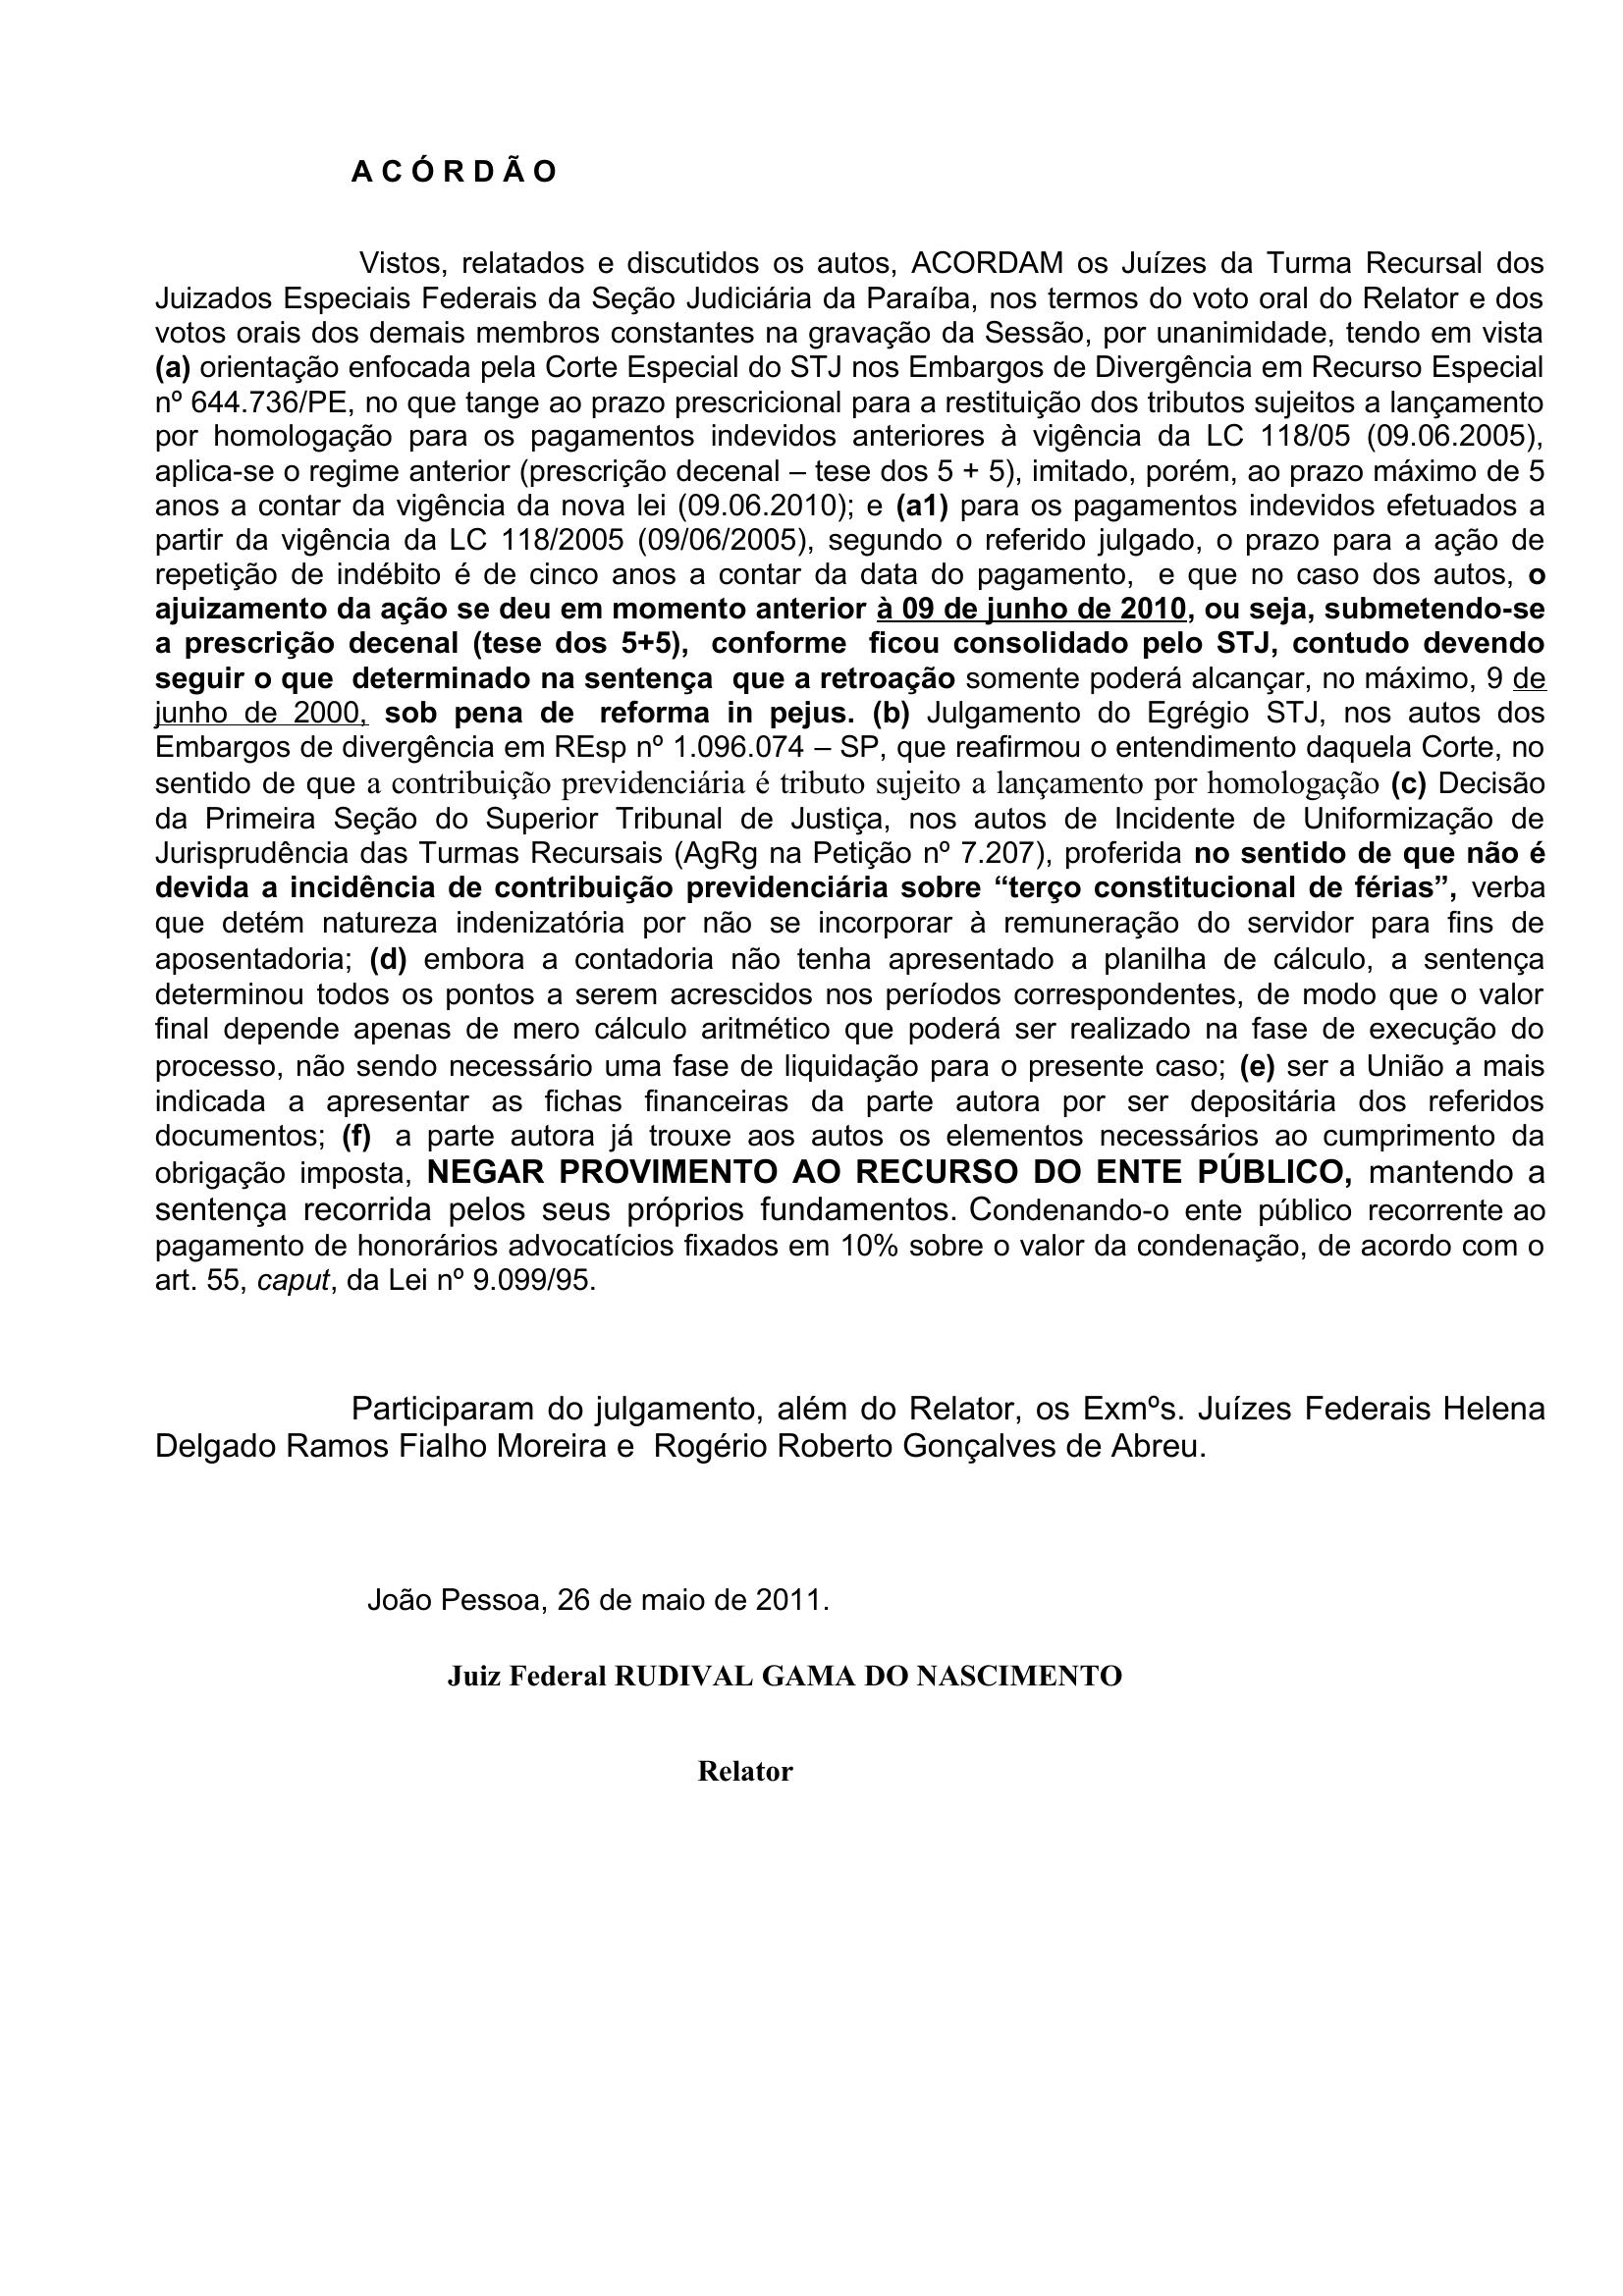 A C Ó R D Ã O
Vistos, relatados e discutidos os autos, ACORDAM os Juízes da Turma Recursal dos
Juizados Especiais Federais da Seção Judiciária da Paraíba, nos termos do voto oral do Relator e dos
votos orais dos demais membros constantes na gravação da Sessão, por unanimidade, tendo em vista
(a) orientação enfocada pela Corte Especial do STJ nos Embargos de Divergência em Recurso Especial
nº 644.736/PE, no que tange ao prazo prescricional para a restituição dos tributos sujeitos a lançamento
por homologação para os pagamentos indevidos anteriores à vigência da LC 118/05 (09.06.2005),
aplica-se o regime anterior (prescrição decenal – tese dos 5 + 5), imitado, porém, ao prazo máximo de 5
anos a contar da vigência da nova lei (09.06.2010); e (a1) para os pagamentos indevidos efetuados a
partir da vigência da LC 118/2005 (09/06/2005), segundo o referido julgado, o prazo para a ação de
repetição de indébito é de cinco anos a contar da data do pagamento, e que no caso dos autos, o
ajuizamento da ação se deu em momento anterior à 09 de junho de 2010, ou seja, submetendo-se
a prescrição decenal (tese dos 5+5), conforme ficou consolidado pelo STJ, contudo devendo
seguir o que determinado na sentença que a retroação somente poderá alcançar, no máximo, 9 de
junho de 2000, sob pena de reforma in pejus. (b) Julgamento do Egrégio STJ, nos autos dos
Embargos de divergência em REsp nº 1.096.074 – SP, que reafirmou o entendimento daquela Corte, no
sentido de que a contribuição previdenciária é tributo sujeito a lançamento por homologação (c) Decisão
da Primeira Seção do Superior Tribunal de Justiça, nos autos de Incidente de Uniformização de
Jurisprudência das Turmas Recursais (AgRg na Petição nº 7.207), proferida no sentido de que não é
devida a incidência de contribuição previdenciária sobre “terço constitucional de férias”, verba
que detém natureza indenizatória por não se incorporar à remuneração do servidor para fins de
aposentadoria; (d) embora a contadoria não tenha apresentado a planilha de cálculo, a sentença
determinou todos os pontos a serem acrescidos nos períodos correspondentes, de modo que o valor
final depende apenas de mero cálculo aritmético que poderá ser realizado na fase de execução do
processo, não sendo necessário uma fase de liquidação para o presente caso; (e) ser a União a mais
indicada a apresentar as fichas financeiras da parte autora por ser depositária dos referidos
documentos; (f) a parte autora já trouxe aos autos os elementos necessários ao cumprimento da
obrigação imposta, NEGAR PROVIMENTO AO RECURSO DO ENTE PÚBLICO, mantendo a
sentença recorrida pelos seus próprios fundamentos. Condenando-o ente público recorrente ao
pagamento de honorários advocatícios fixados em 10% sobre o valor da condenação, de acordo com o
art. 55, caput, da Lei nº 9.099/95.
Participaram do julgamento, além do Relator, os Exmºs. Juízes Federais Helena
Delgado Ramos Fialho Moreira e Rogério Roberto Gonçalves de Abreu.
João Pessoa, 26 de maio de 2011.
Juiz Federal RUDIVAL GAMA DO NASCIMENTO
Relator